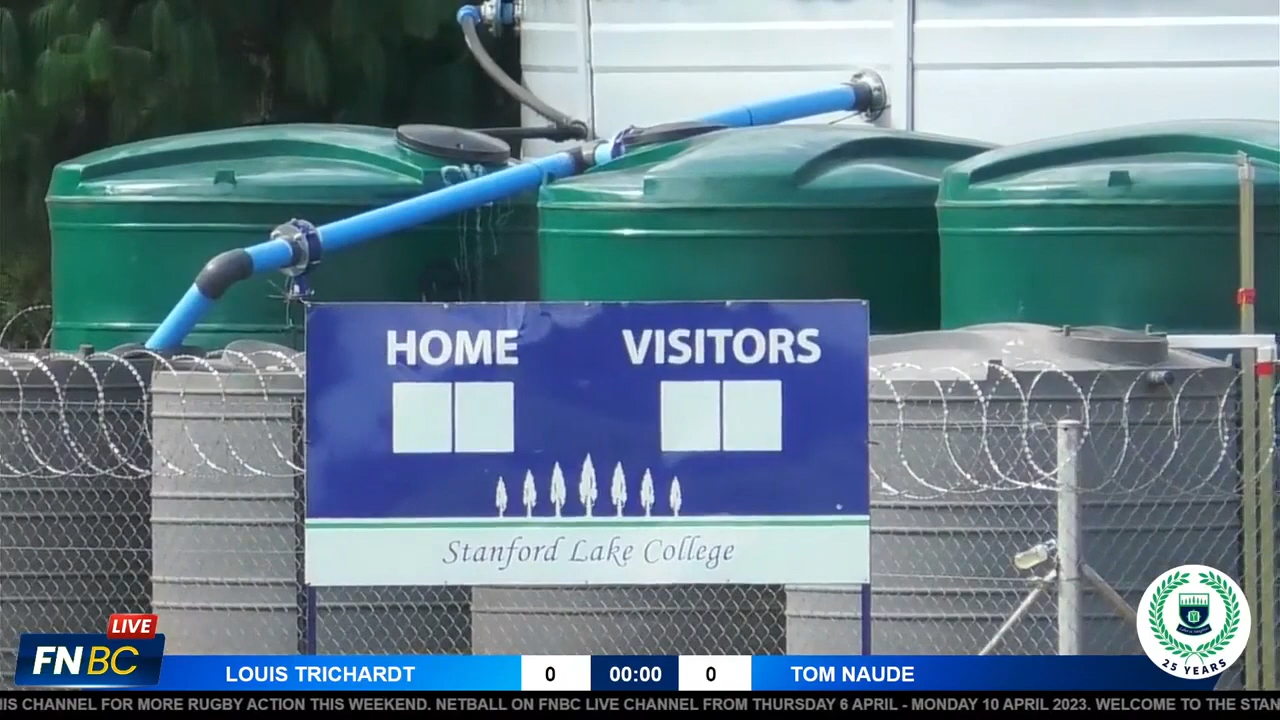 HOME VISITORS
Stanford Lake College
LIVE
FNBC LOUIS TRICHARDT 0 00:00 0 TOM NAUDE
25 YEARS
CHANNEL FOR MORE RUGBY ACTION THIS WEEKEND. NETBALL ON FNBC LIVE CHANNEL FROM THURSDAY 6 APRIL - MONDAY 10 APRIL 2023. WELCOME TO THE STAN